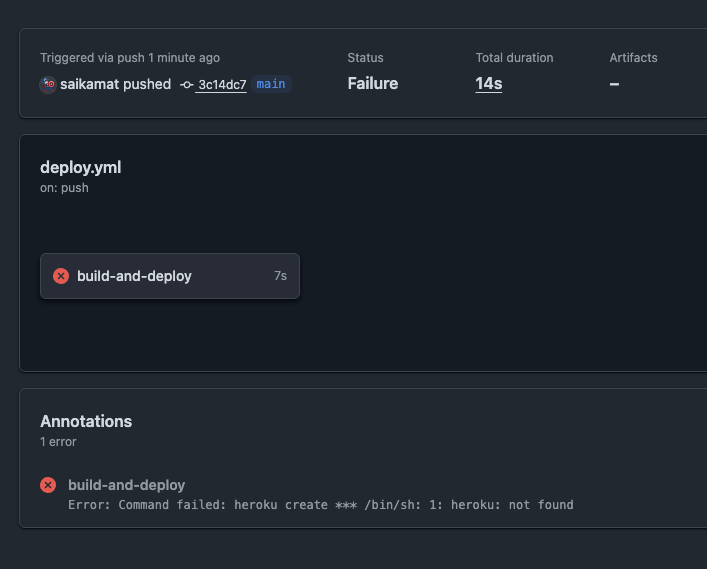 Triggered via push 1 minute ago
saikamat pushed 3c14dc7 main
Status
Failure
Total duration
14s
Artifacts
–
deploy.yml
on: push
build-and-deploy 7s
Annotations
1 error
build-and-deploy
Error: Command failed: heroku create *** /bin/sh: 1: heroku: not found